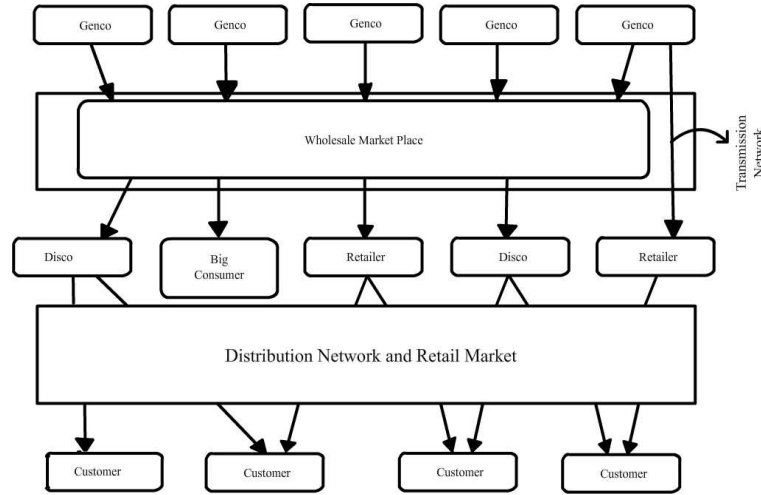 Genco
Genco
Genco
Genco
Genco
Wholesale Market Place
Transmission
Network
Disco
Big
Consumer
Retailer
Disco
Retailer
Distribution Network and Retail Market
Customer
Customer
Customer
Customer